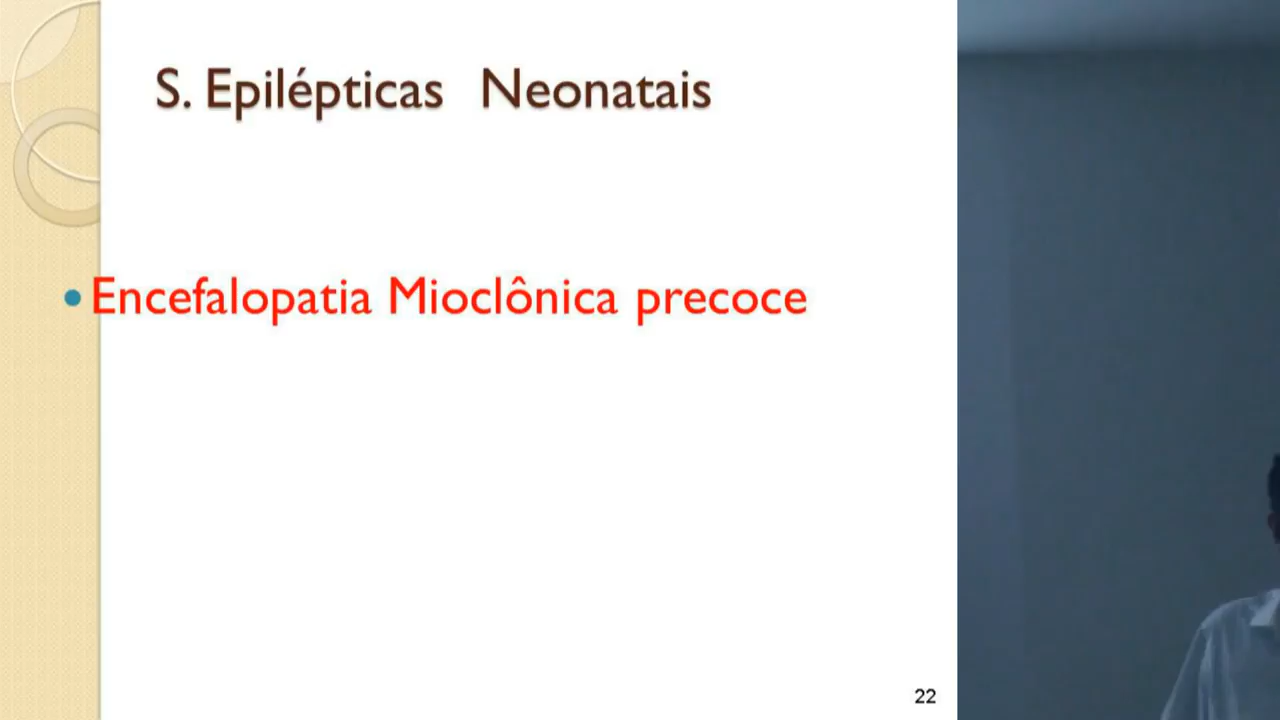 S. Epilépticas Neonatais
• Encefalopatia Mioclônica precoce
22